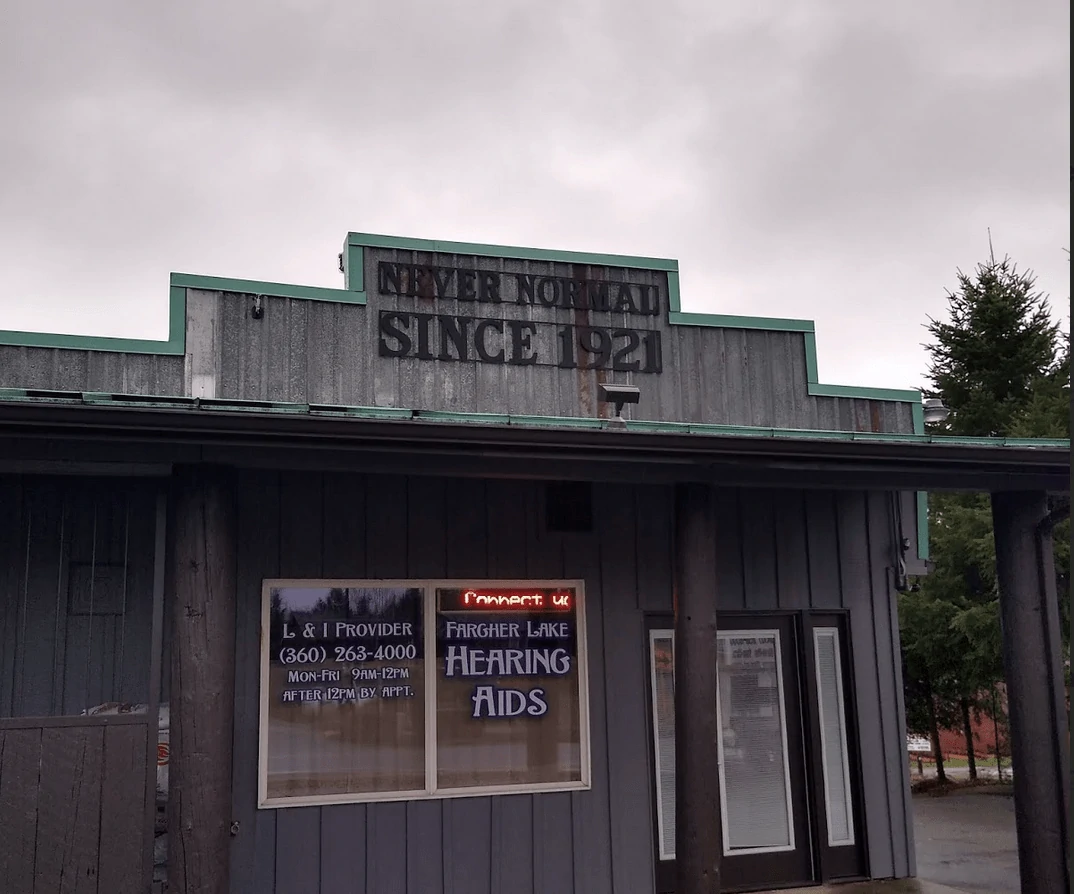 NEVER NORMAL
SINCE 1921
L & I PROVIDER
(360) 263-4000
MON-FRI 9AM-12PM
AFTER 12PM BY APPT.
Connect
FARGHER LAKE
HEARING
AIDS